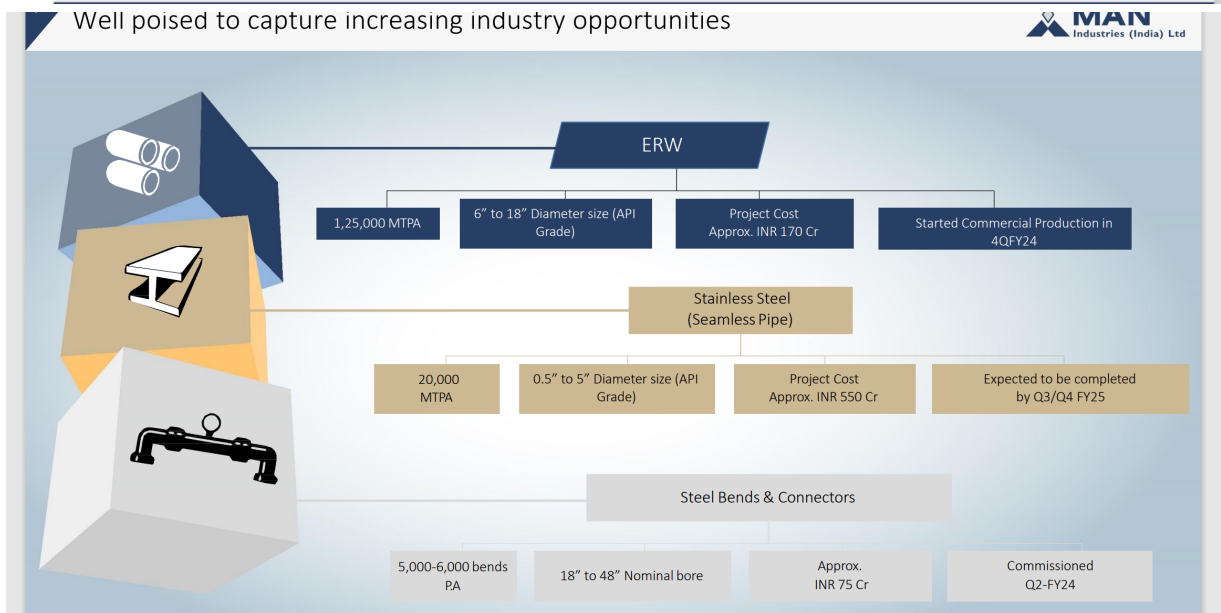 Well poised to capture increasing industry opportunities
MAN
Industries (India) Ltd
ERW
1,25,000 MTPA
6” to 18” Diameter size (API
Grade)
Project Cost
Approx. INR 170 Cr
Started Commercial Production in
4QFY24
Stainless Steel
(Seamless Pipe)
20,000
MTPA
0.5” to 5” Diameter size (API
Grade)
Project Cost
Approx. INR 550 Cr
Expected to be completed
by Q3/Q4 FY25
Steel Bends & Connectors
5,000-6,000 bends
P.A
18” to 48” Nominal bore
Approx.
INR 75 Cr
Commissioned
Q2-FY24